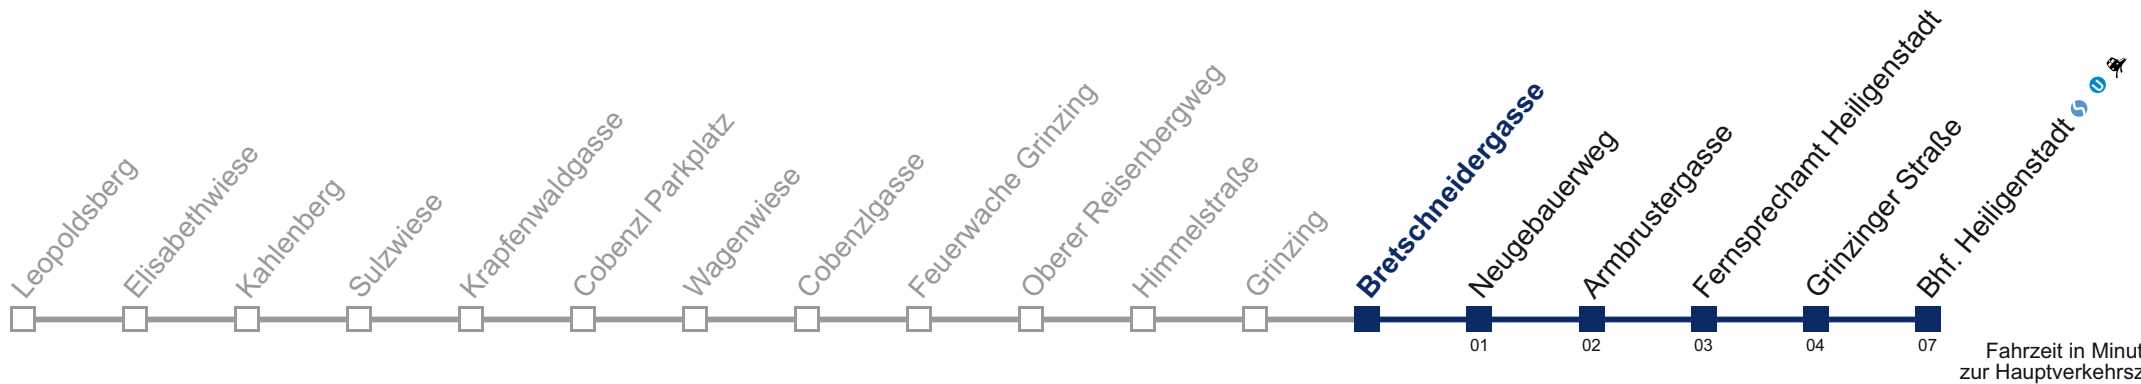 Leopoldsberg
Elisabethwiese
Kahlenberg
Sulzwiese
Krapfenwaldgasse
Cobenzl Parkplatz
Wagenwiese
Cobenzlgasse
Feuerwache Grinzing
Oberer Reisenbergweg
Himmelstraße
Grinzing
Bretschneidergasse
Neugebauerweg
Armbrustergasse
Fernsprechamt Heiligenstadt
Grinzinger Straße
Bhf. Heiligenstadt S U
01
02
03
04
07
Fahrzeit in Minut
zur Hauptverkehrsz